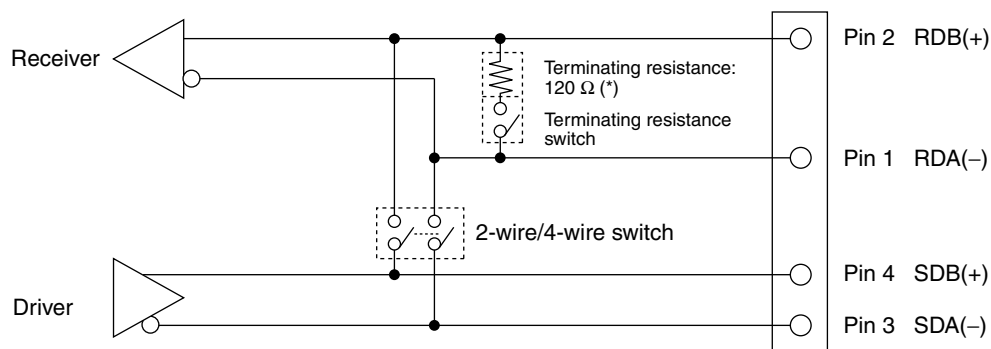 Receiver
Pin 2 RDB(+)
Terminating resistance:
120 Ω (*)
Terminating resistance
switch
Pin 1 RDA(−)
2-wire/4-wire switch
Pin 4 SDB(+)
Driver
Pin 3 SDA(−)